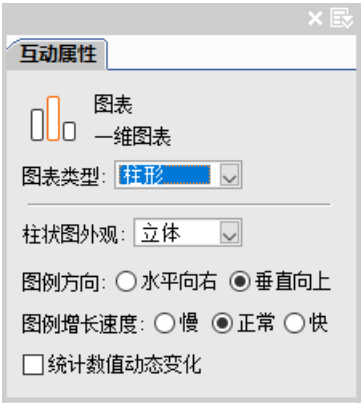 互动属性
图表
一维图表
图表类型: 柱形
柱状图外观: 立体
图例方向: 水平向右 垂直向上
图例增长速度: 慢 正常 快
统计数值动态变化